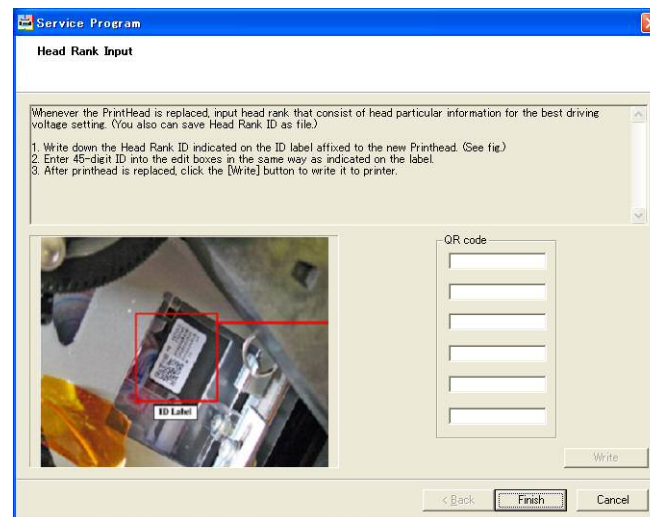 Service Program
Head Rank Input
Whenever the PrintHead is replaced, input head rank that consist of head particular information for the best driving
voltage setting. (You also can save Head Rank ID as file.)
1. Write down the Head Rank ID indicated on the ID label affixed to the new Printhead. (See fig.)
2. Enter 45-digit ID into the edit boxes in the same way as indicated on the label.
3. After printhead is replaced, click the [Write] button to write it to printer.
QR code
ID Label
Write
< Back
Finish
Cancel